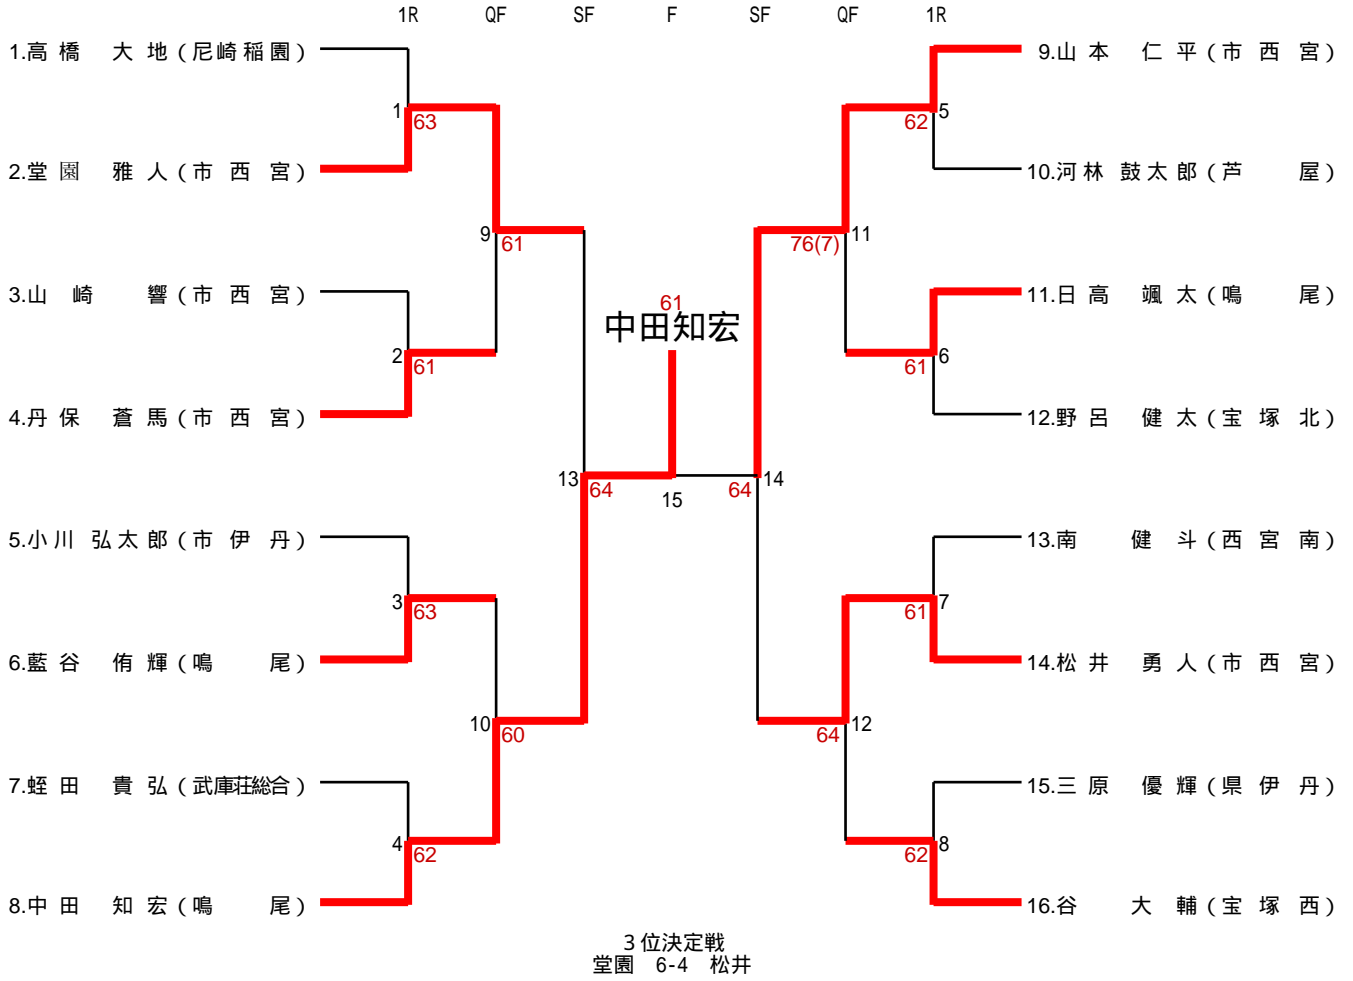 1R QF SF F SF QF 1R
1.高橋 大地(尼崎稲園)
9.山本 仁平(市西宮)
1
63
62
5
2.堂園 雅人(市西宮)
10.河林 鼓太郎(芦屋)
9
61
76(7)
11
3.山崎 響(市西宮)
11.日高 颯太(鳴尾)
61
中田知宏
2
61
61
6
4.丹保 蒼馬(市西宮)
12.野呂 健太(宝塚北)
13
64
15
64
14
5.小川 弘太郎(市伊丹)
13.南 健斗(西宮南)
3
63
61
7
6.藍谷 侑輝(鳴尾)
14.松井 勇人(市西宮)
10
60
64
12
7.蛭田 貴弘(武庫荘総合)
15.三原 優輝(県伊丹)
4
62
62
8
8.中田 知宏(鳴尾)
16.谷 大輔(宝塚西)
3位決定戦
堂園 6-4 松井